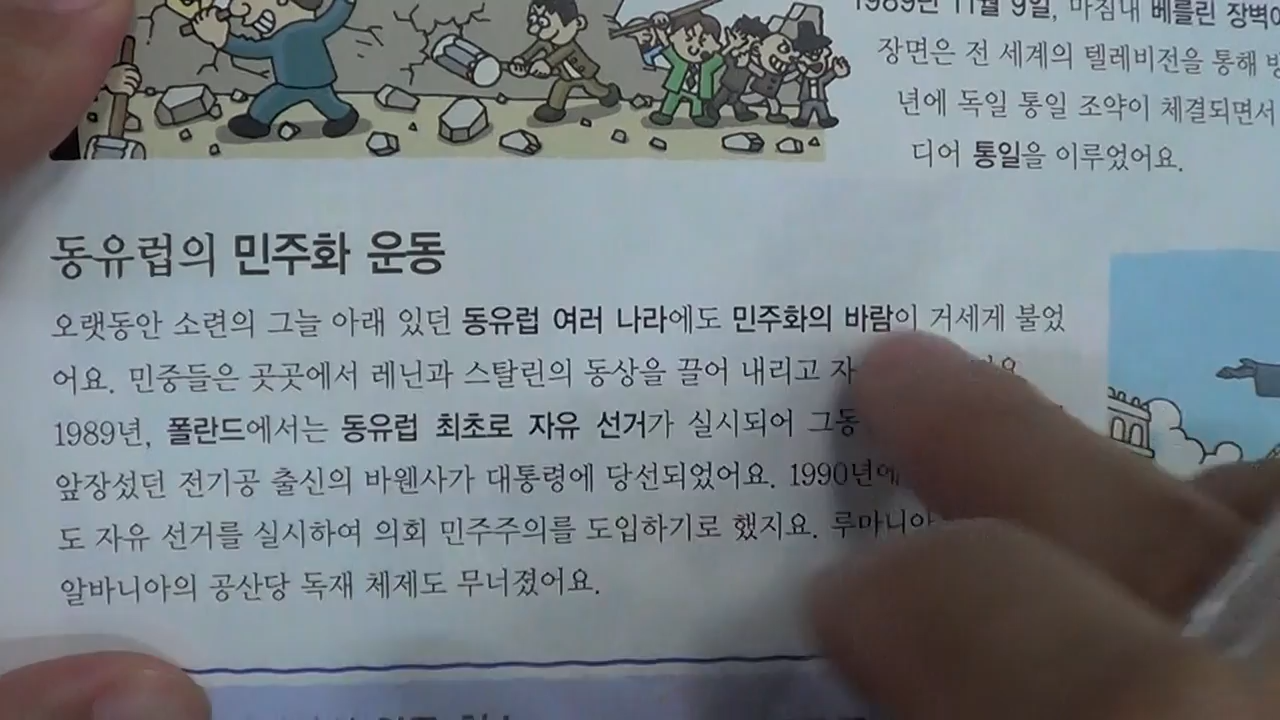 1989년 11월 9일, 마침내 베를린 장벽
장면은 전 세계의 텔레비전을 통해
년에 독일 통일 조약이 체결되면서
디어 통일을 이루었어요.
동유럽의 민주화 운동
오랫동안 소련의 그늘 아래 있던 동유럽 여러 나라에도 민주화의 바람이 거세게 불었
어요. 민중들은 곳곳에서 레닌과 스탈린의 동상을 끌어 내리고 자
1989년, 폴란드에서는 동유럽 최초로 자유 선거가 실시되어 그동
앞장섰던 전기공 출신의 바웬사가 대통령에 당선되었어요. 1990년에
도 자유 선거를 실시하여 의회 민주주의를 도입하기로 했지요. 루마니아
알바니아의 공산당 독재 체제도 무너졌어요.